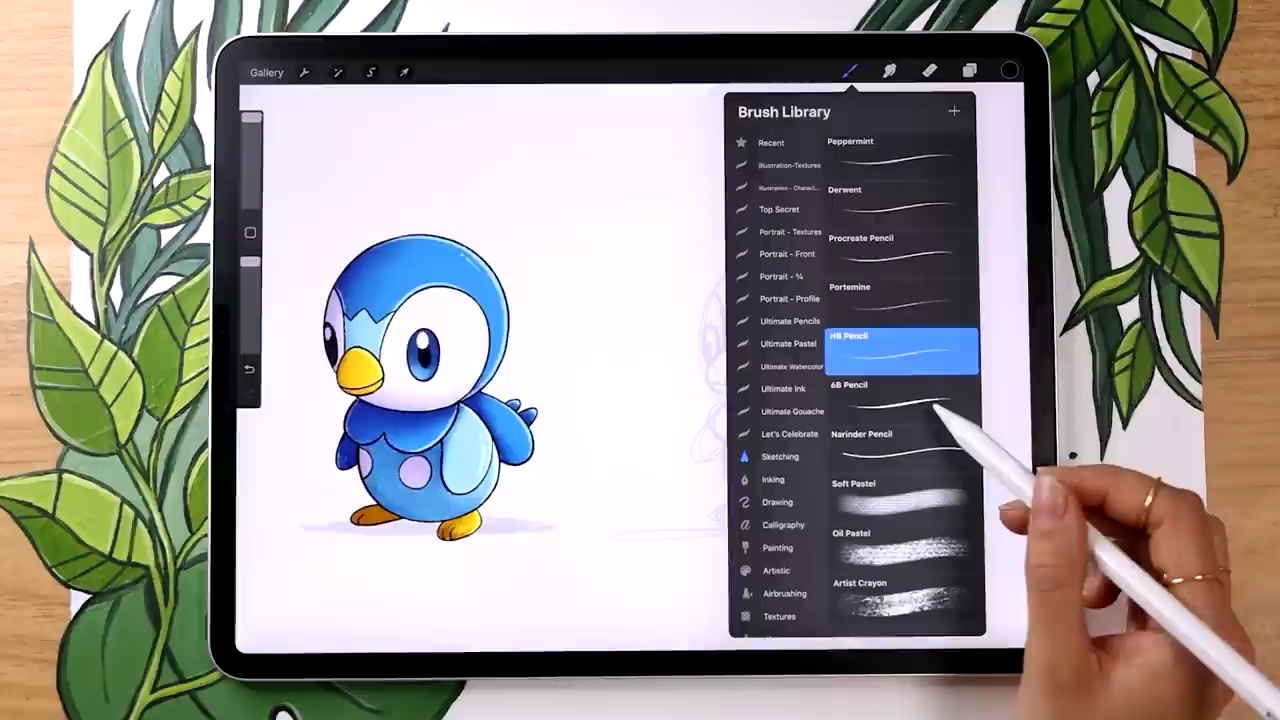 Gallery
Brush Library
Recent
Illustration-Textures
Illustration - Charact...
Top Secret
Portrait - Textures
Portrait - Front
Portrait - ¾
Portrait - Profile
Ultimate Pencils
Ultimate Pastel
Ultimate Watercolor
Ultimate Ink
Ultimate Gouache
Let's Celebrate
Sketching
Inking
Drawing
Calligraphy
Painting
Artistic
Airbrushing
Textures
Peppermint
Derwent
Procreate Pencil
Portemine
HB Pencil
6B Pencil
Narinder Pencil
Soft Pastel
Oil Pastel
Artist Crayon